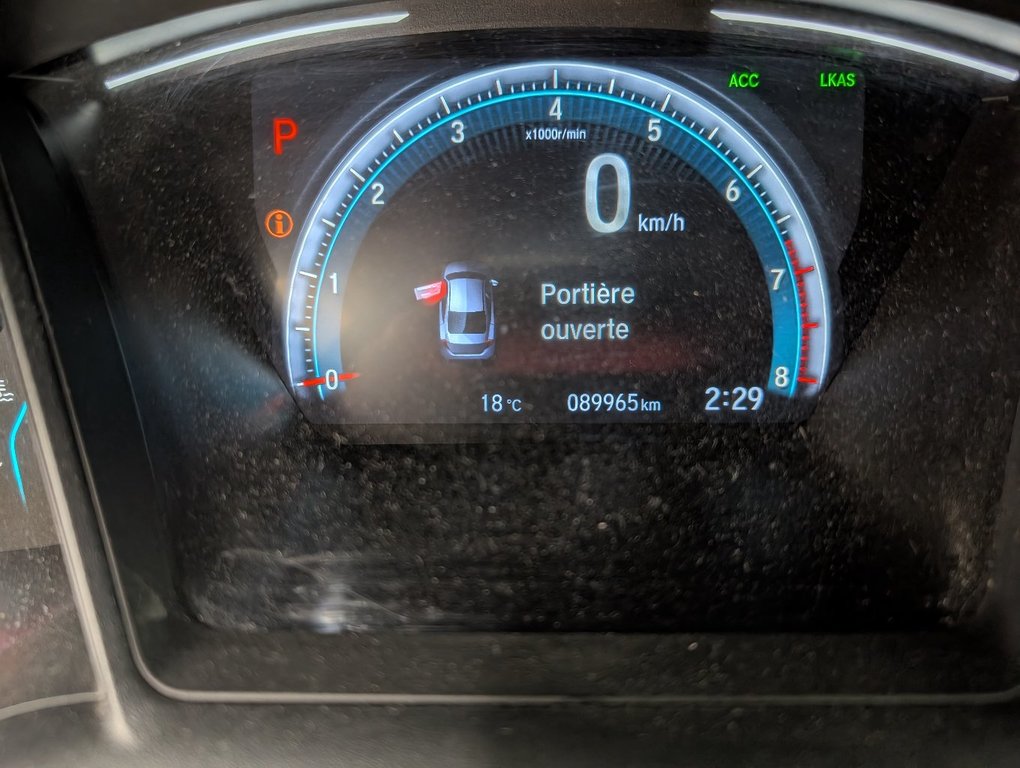 ACC LKAS
P
4
3 5
x1000r/min
2 6
0 km/h
i
1 7
Portière
ouverte
0 8
18 °C 089965 km 2:29
E